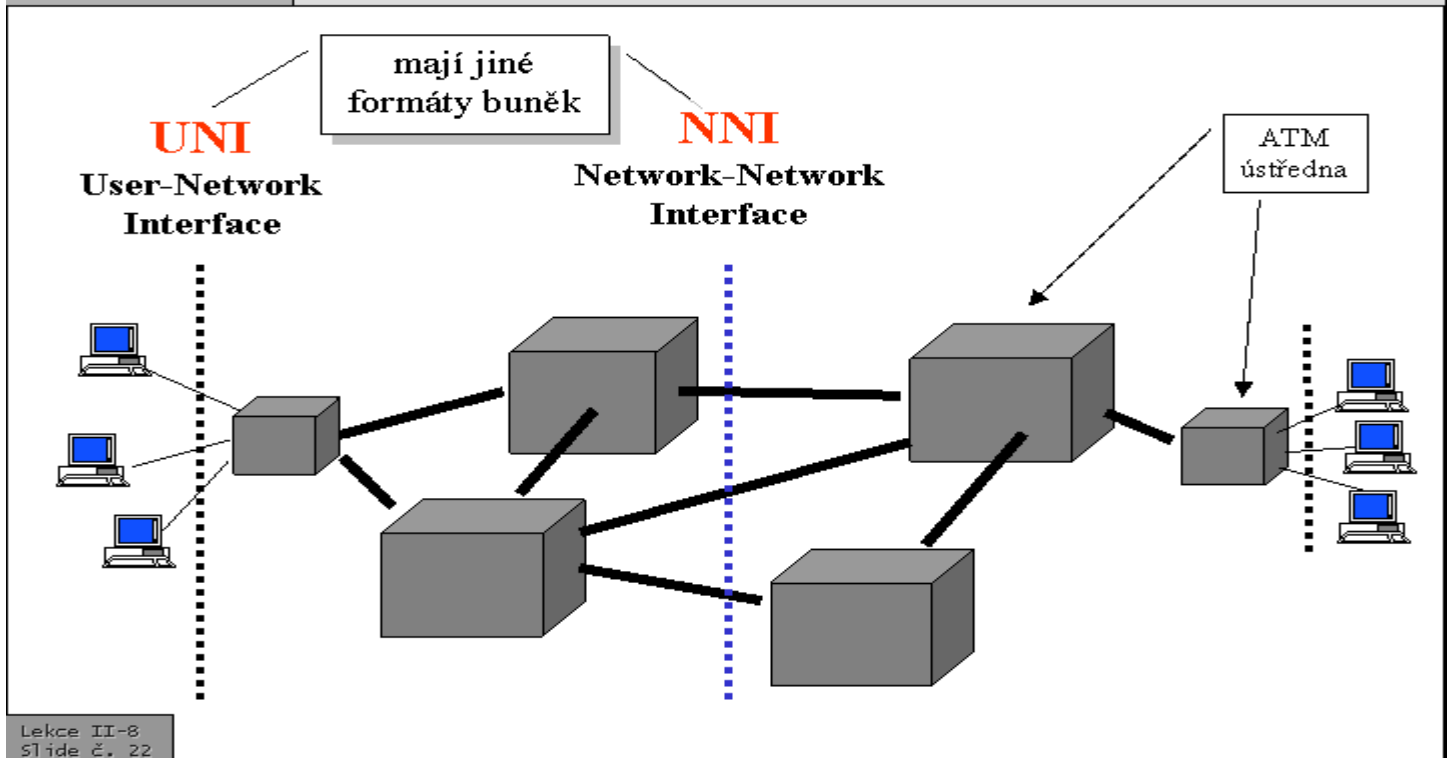 mají jiné
formáty buněk
UNI
User-Network
Interface
NNI
Network-Network
Interface
ATM
ústředna
Lekce II-8
Slide č. 22